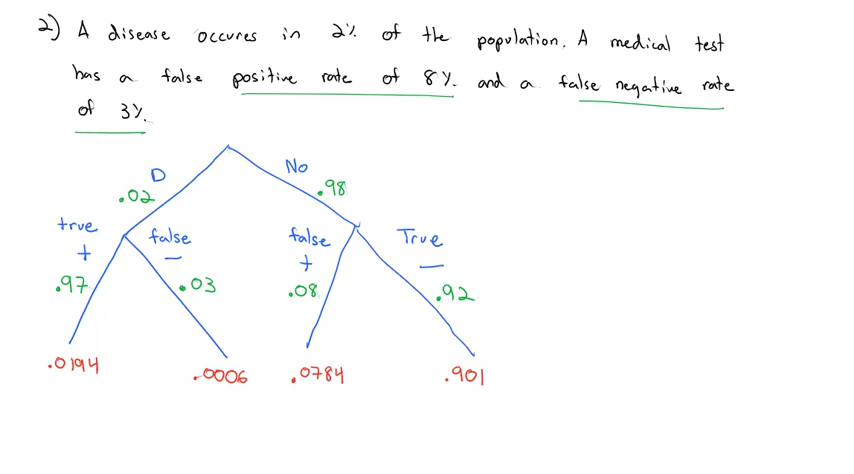 2) A disease occures in 2% of the population. A medical test
has a false positive rate of 8% and a false negative rate
of 3%.
D No
.02 .98
true false false True
+ - + -
.97 .03 .08 .92
.0194 .0006 .0784 .901